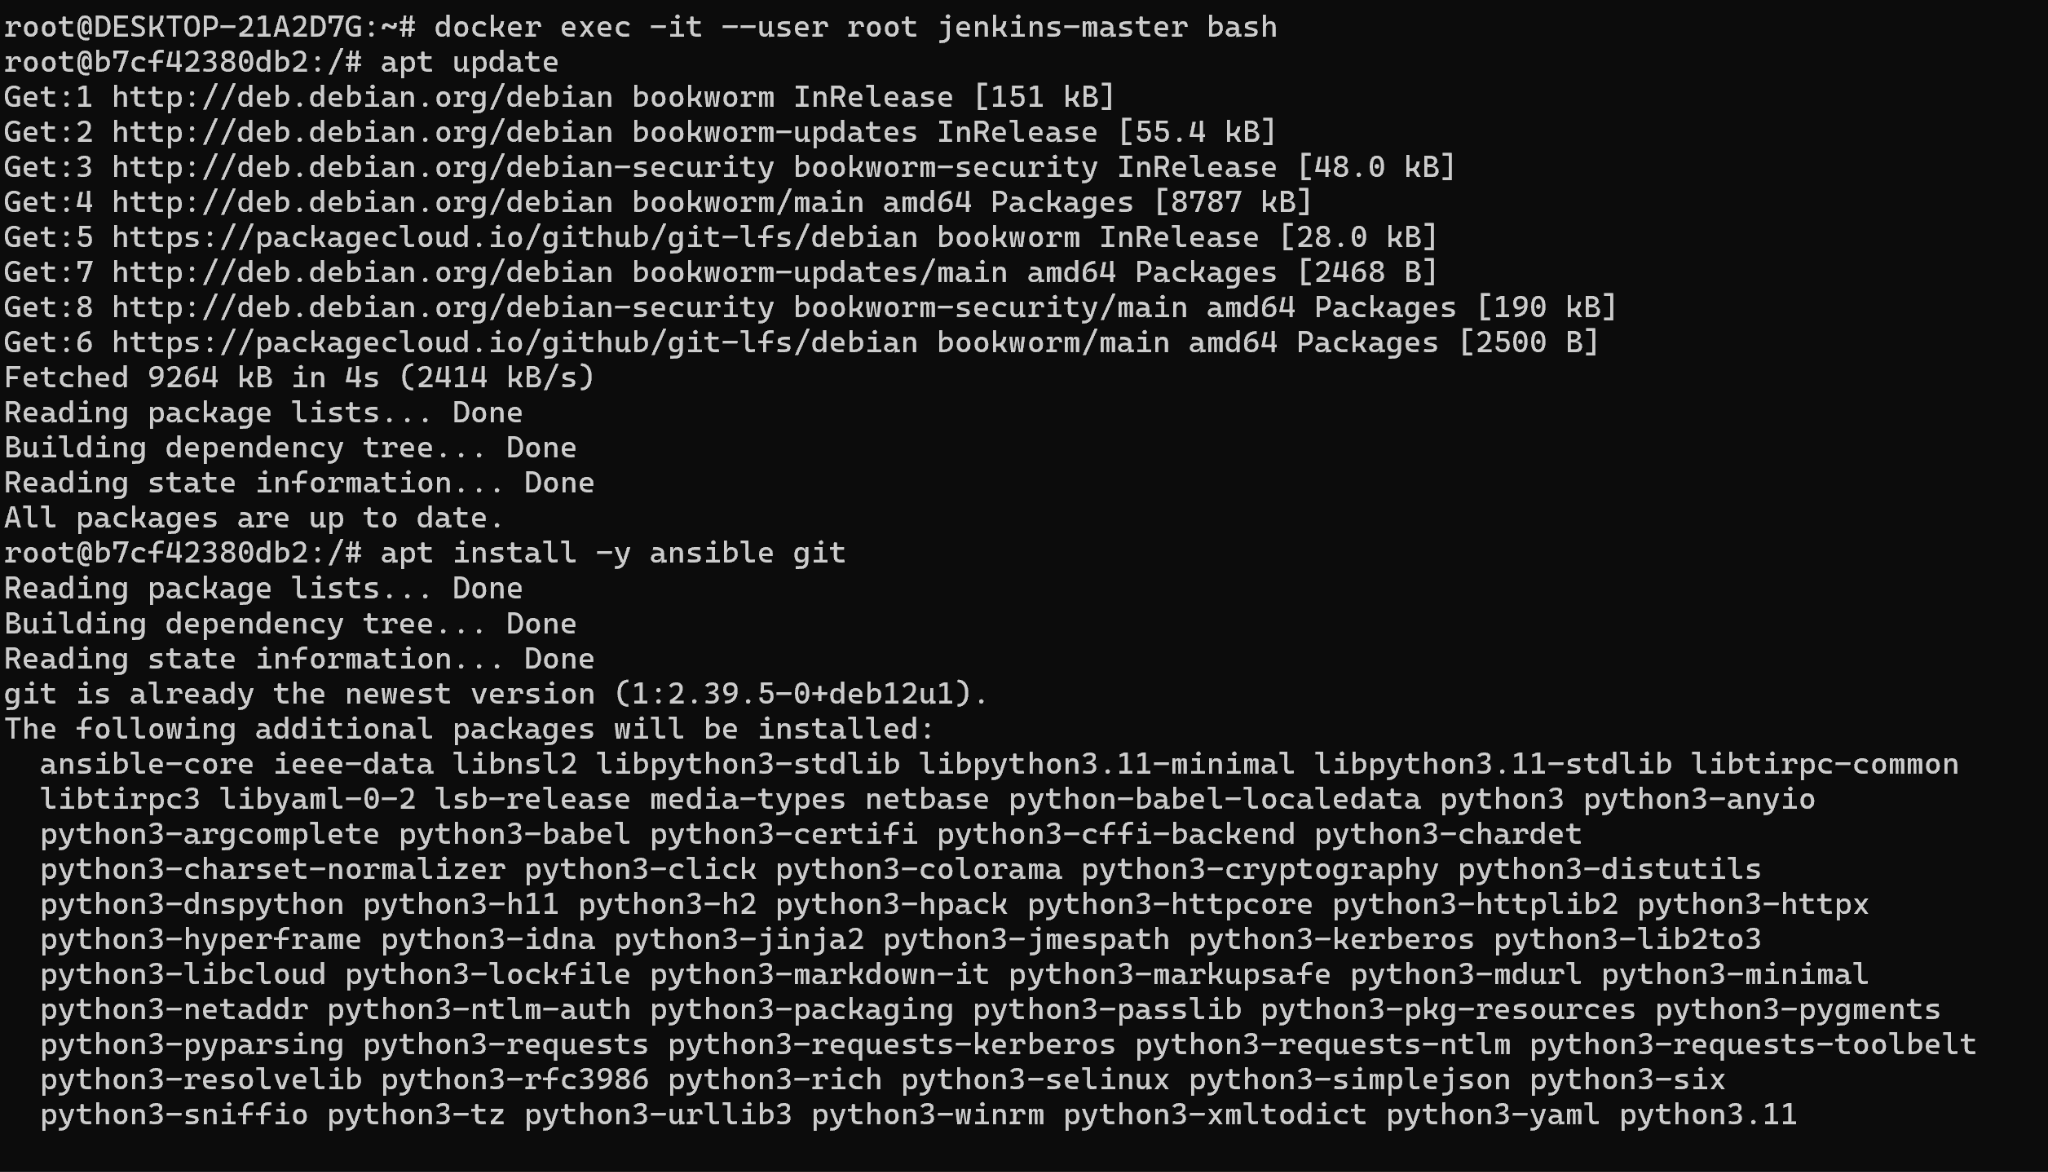 root@DESKTOP-21A2D7G:~# docker exec -it --user root jenkins-master bash
root@b7cf42380db2:/# apt update
Get:1 http://deb.debian.org/debian bookworm InRelease [151 kB]
Get:2 http://deb.debian.org/debian bookworm-updates InRelease [55.4 kB]
Get:3 http://deb.debian.org/debian-security bookworm-security InRelease [48.0 kB]
Get:4 http://deb.debian.org/debian bookworm/main amd64 Packages [8787 kB]
Get:5 https://packagecloud.io/github/git-lfs/debian bookworm InRelease [28.0 kB]
Get:7 http://deb.debian.org/debian bookworm-updates/main amd64 Packages [2468 B]
Get:8 http://deb.debian.org/debian-security bookworm-security/main amd64 Packages [190 kB]
Get:6 https://packagecloud.io/github/git-lfs/debian bookworm/main amd64 Packages [2500 B]
Fetched 9264 kB in 4s (2414 kB/s)
Reading package lists... Done
Building dependency tree... Done
Reading state information... Done
All packages are up to date.
root@b7cf42380db2:/# apt install -y ansible git
Reading package lists... Done
Building dependency tree... Done
Reading state information... Done
git is already the newest version (1:2.39.5-0+deb12u1).
The following additional packages will be installed:
  ansible-core ieee-data libnsl2 libpython3-stdlib libpython3.11-minimal libpython3.11-stdlib libtirpc-common
  libtirpc3 libyaml-0-2 lsb-release media-types netbase python-babel-localedata python3 python3-anyio
  python3-argcomplete python3-babel python3-certifi python3-cffi-backend python3-chardet
  python3-charset-normalizer python3-click python3-colorama python3-cryptography python3-distutils
  python3-dnspython python3-h11 python3-h2 python3-hpack python3-httpcore python3-httplib2 python3-httpx
  python3-hyperframe python3-idna python3-jinja2 python3-jmespath python3-kerberos python3-lib2to3
  python3-libcloud python3-lockfile python3-markdown-it python3-markupsafe python3-mdurl python3-minimal
  python3-netaddr python3-ntlm-auth python3-packaging python3-passlib python3-pkg-resources python3-pygments
  python3-pyparsing python3-requests python3-requests-kerberos python3-requests-ntlm python3-requests-toolbelt
  python3-resolvelib python3-rfc3986 python3-rich python3-selinux python3-simplejson python3-six
  python3-sniffio python3-tz python3-urllib3 python3-winrm python3-xmltodict python3-yaml python3.11